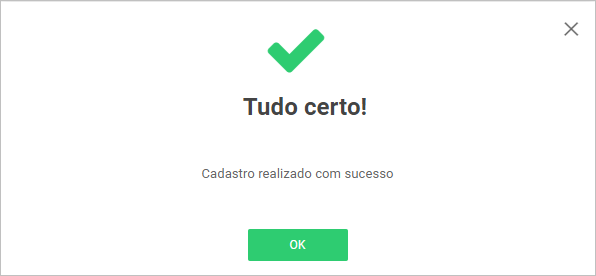 Tudo certo!
Cadastro realizado com sucesso
OK